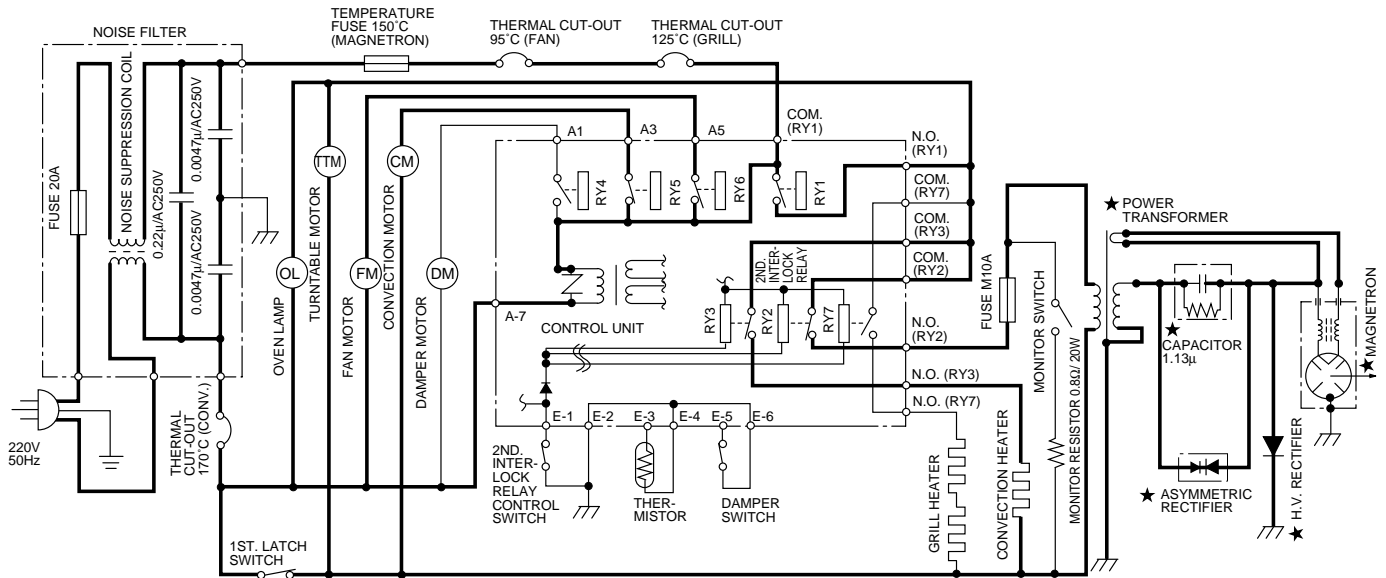 NOISE FILTER
TEMPERATURE
FUSE 150˚C
(MAGNETRON)
THERMAL CUT-OUT
95˚C (FAN)
THERMAL CUT-OUT
125˚C (GRILL)
FUSE 20A
NOISE SUPPRESSION COIL
0.22μ/AC250V
0.0047μ/AC250V
0.0047μ/AC250V
220V
50Hz
THERMAL
CUT-OUT
170˚C (CONV.)
1ST. LATCH
SWITCH
OL
OVEN LAMP
TTM
TURNTABLE MOTOR
FM
FAN MOTOR
CM
CONVECTION MOTOR
DM
DAMPER MOTOR
A1
A3
A5
COM.
(RY1)
RY4
RY5
RY6
RY1
N.O.
(RY1)
COM.
(RY7)
COM.
(RY3)
COM.
(RY2)
N.O.
(RY2)
N.O. (RY3)
N.O. (RY7)
A-7
CONTROL UNIT
2ND.
INTER-
LOCK
RELAY
RY3
RY2
RY7
E-1
E-2
E-3
E-4
E-5
E-6
2ND.
INTER-
LOCK
RELAY
CONTROL
SWITCH
THER-
MISTOR
DAMPER
SWITCH
GRILL HEATER
CONVECTION HEATER
FUSE M10A
MONITOR SWITCH
MONITOR RESISTOR 0.8Ω/ 20W
★ POWER
TRANSFORMER
★
CAPACITOR
1.13μ
★ ASYMMETRIC
RECTIFIER
★ H.V. RECTIFIER
★ MAGNETRON